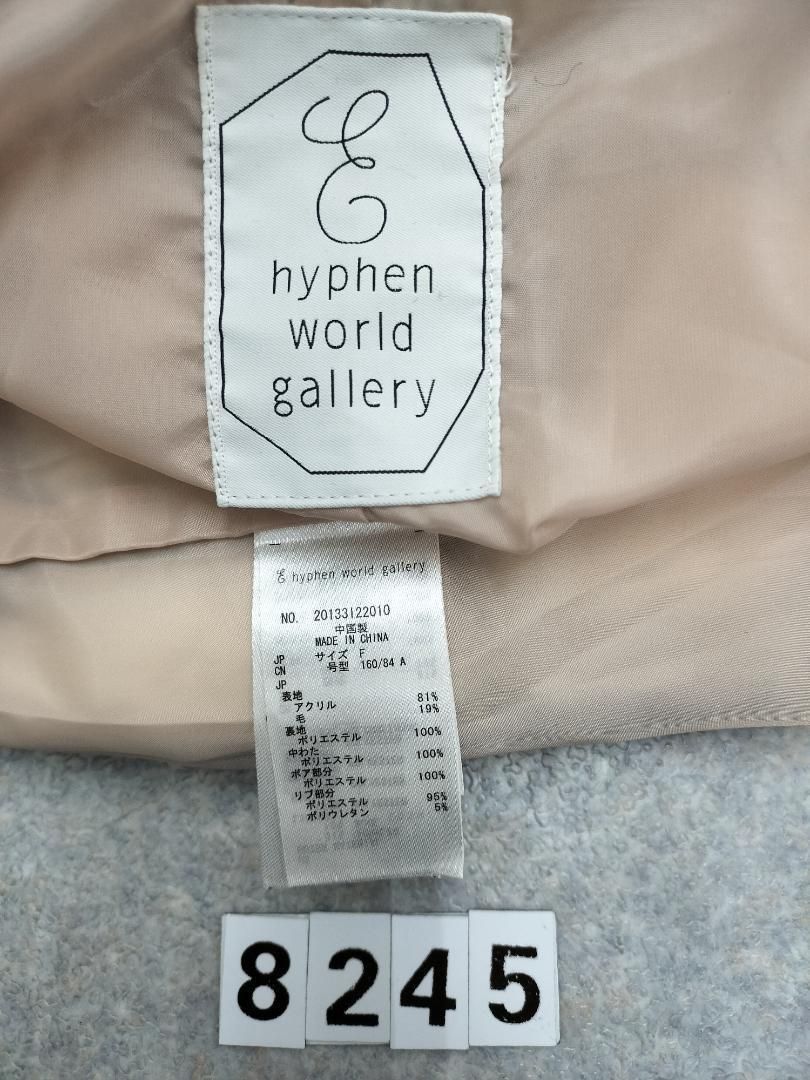 E
hyphen
world
gallery
E hyphen world gallery
NO. 20133122010
中国製
MADE IN CHINA
JP サイズ F
CN 号型 160/84 A
JP
表地
アクリル 81%
毛 19%
裏地
ポリエステル 100%
中わた
ポリエステル 100%
ボア部分
ポリエステル 100%
リブ部分
ポリエステル 95%
ポリウレタン 5%
8245